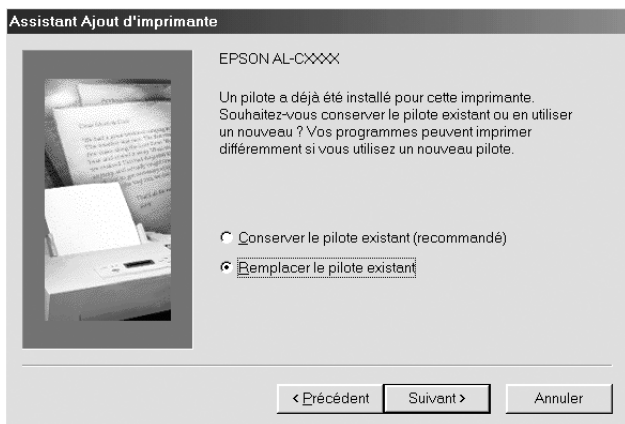 Assistant Ajout d'imprimante
EPSON AL-CXXXX
Un pilote a déjà été installé pour cette imprimante.
Souhaitez-vous conserver le pilote existant ou en utiliser
un nouveau ? Vos programmes peuvent imprimer
différemment si vous utilisez un nouveau pilote.
Conserver le pilote existant (recommandé)
Remplacer le pilote existant
< Précédent
Suivant >
Annuler